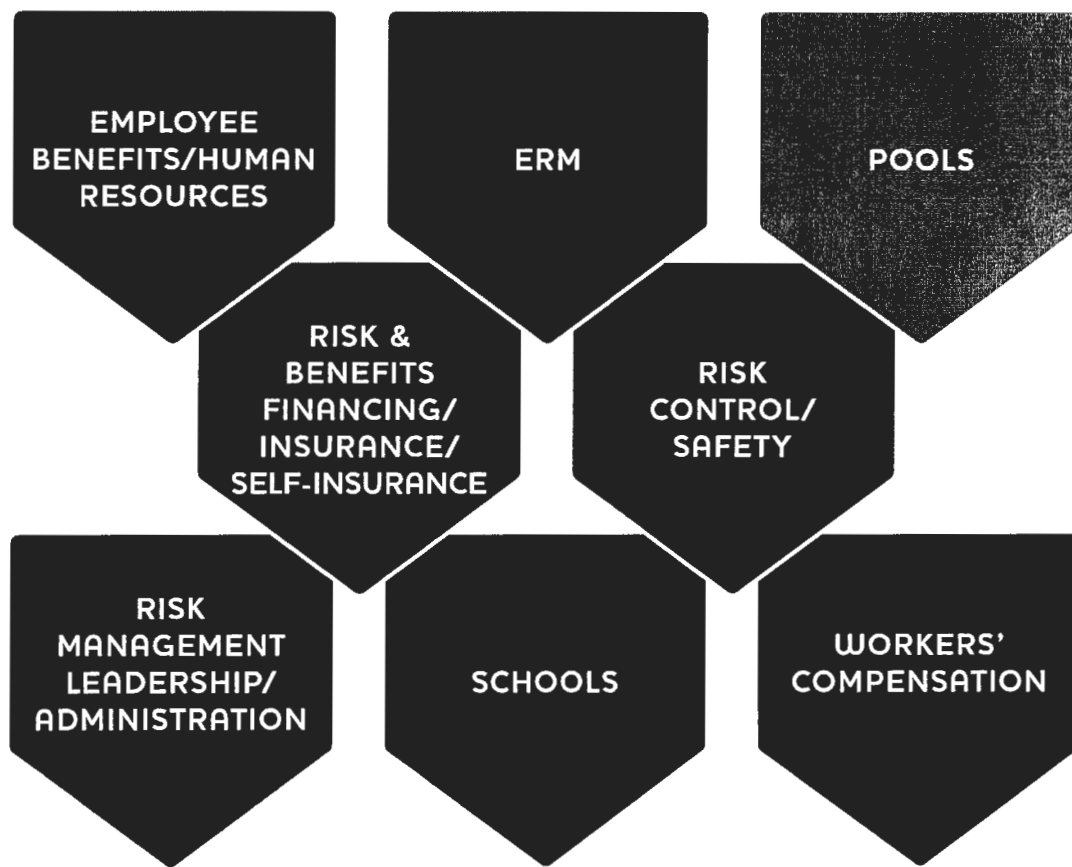 EMPLOYEE
BENEFITS/HUMAN
RESOURCES
ERM
POOLS
RISK &
BENEFITS
FINANCING/
INSURANCE/
SELF-INSURANCE
RISK
CONTROL/
SAFETY
RISK
MANAGEMENT
LEADERSHIP/
ADMINISTRATION
SCHOOLS
WORKERS'
COMPENSATION